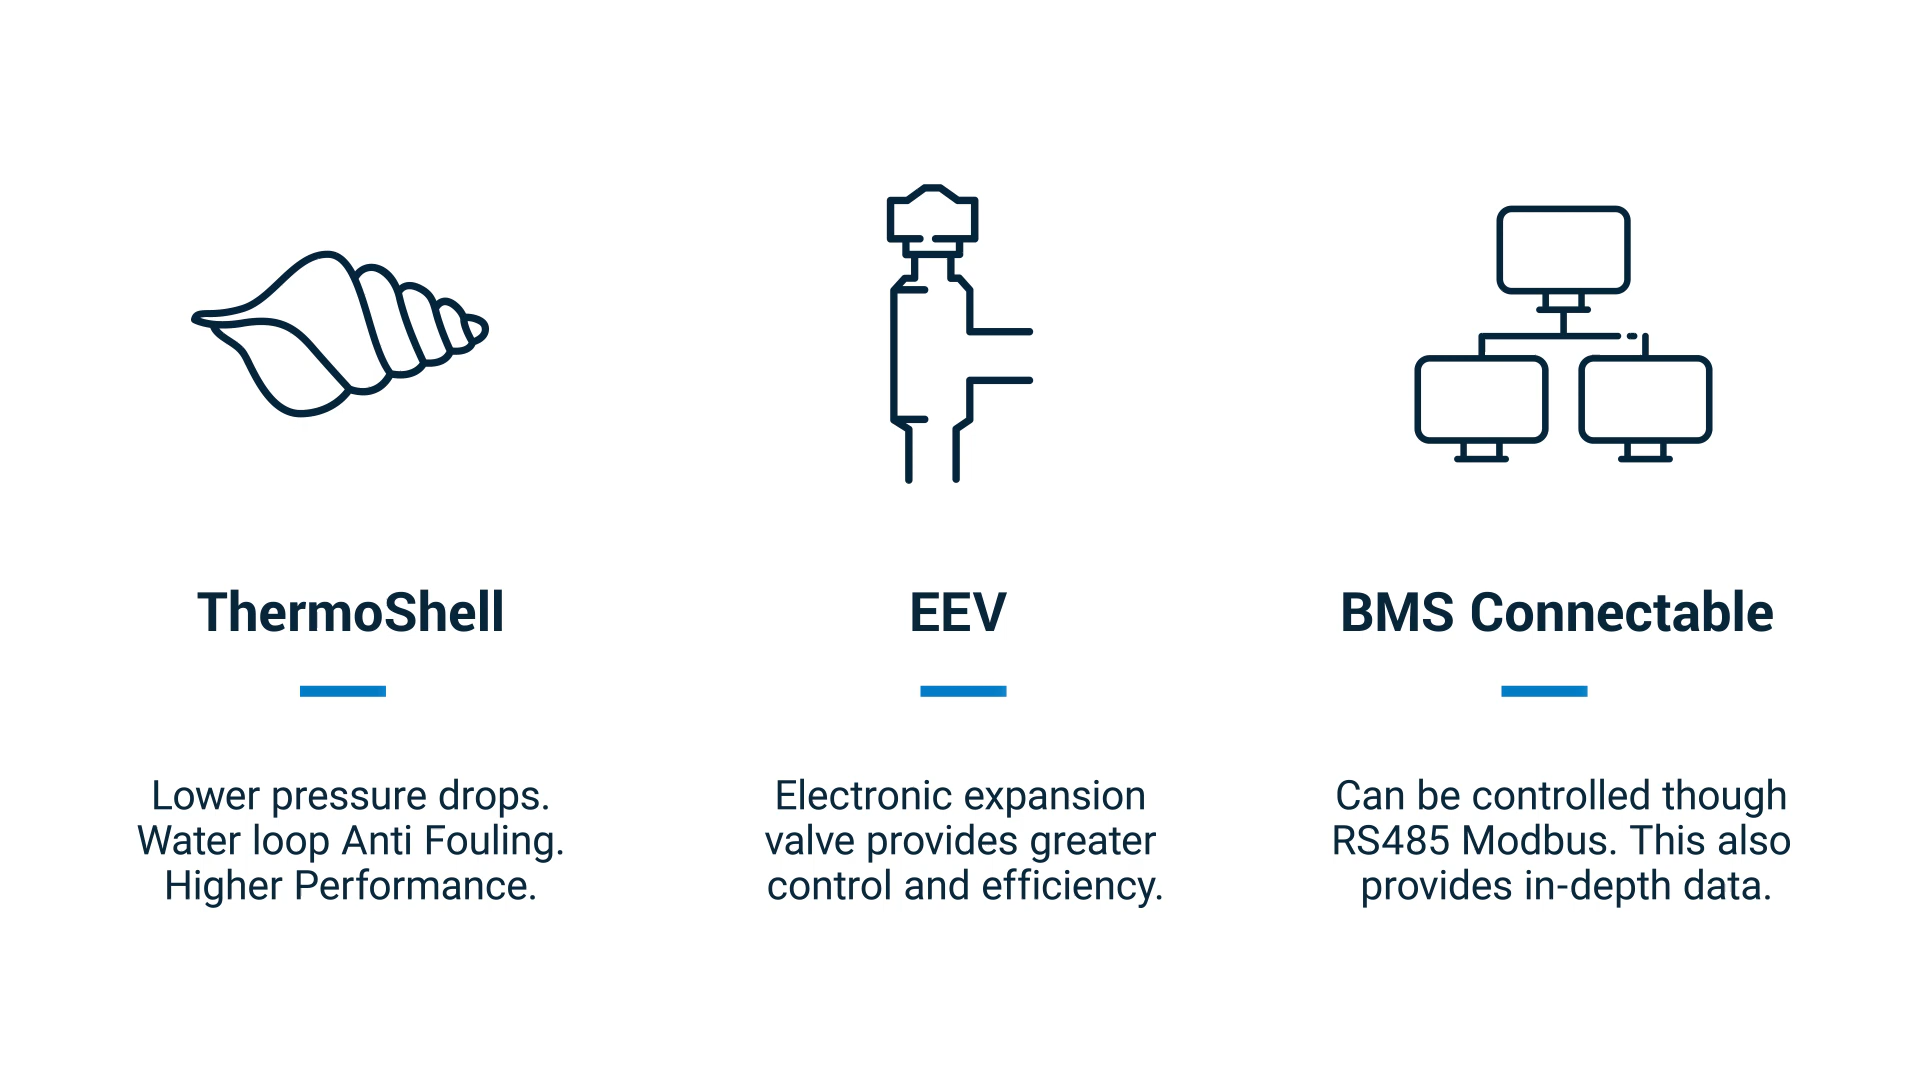 ThermoShell
Lower pressure drops.
Water loop Anti Fouling.
Higher Performance.
EEV
Electronic expansion
valve provides greater
control and efficiency.
BMS Connectable
Can be controlled though
RS485 Modbus. This also
provides in-depth data.